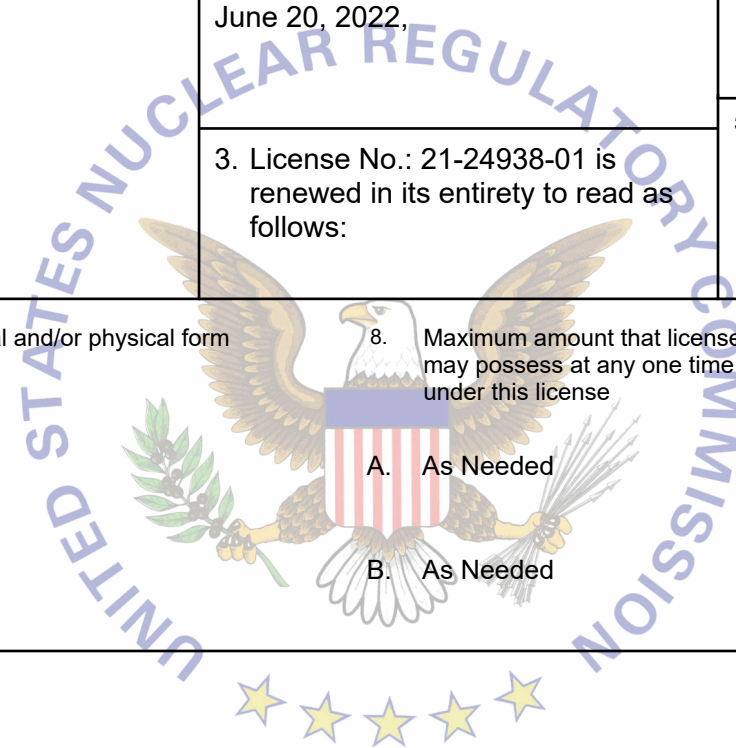 June 20, 2022,
3. License No.: 21-24938-01 is
renewed in its entirety to read as
follows:
and/or physical form
8. Maximum amount that license
may possess at any one time
under this license
A. As Needed
B. As Needed
UNITED STATES NUCLEAR REGULATORY COMMISSION